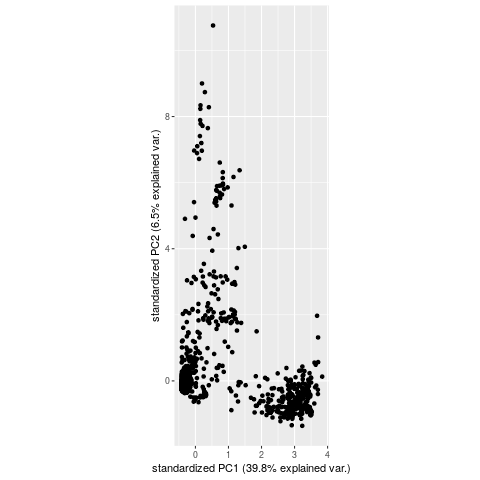 8
4
0
standardized PC2 (6.5% explained var.)
0 1 2 3 4
standardized PC1 (39.8% explained var.)